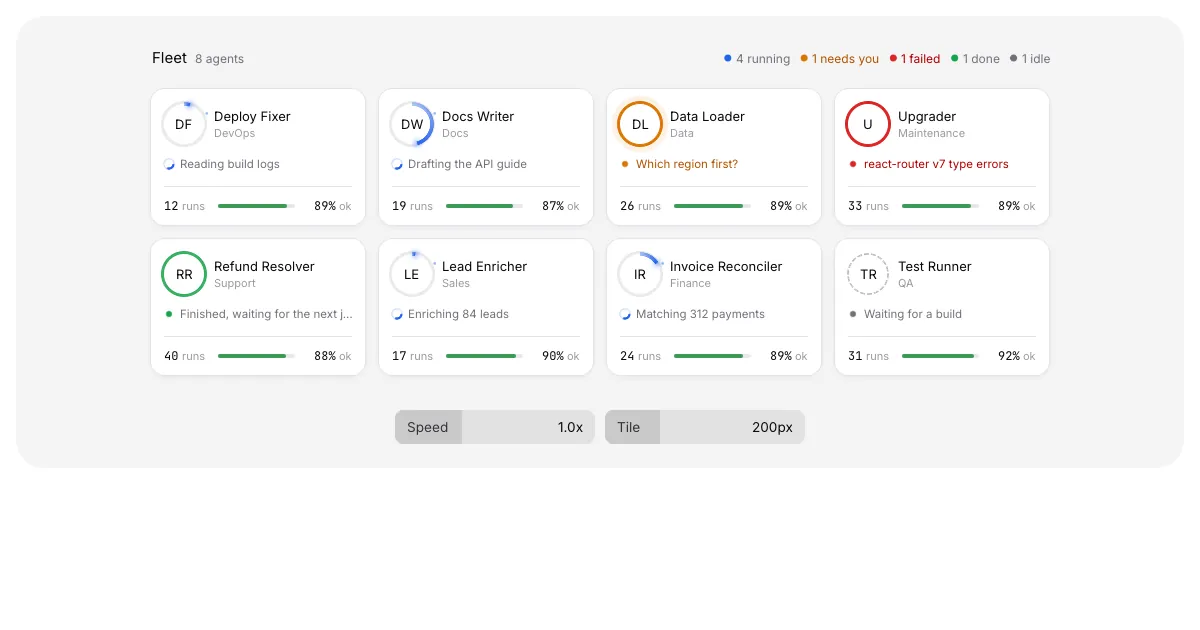 Fleet 8 agents
4 running 1 needs you 1 failed 1 done 1 idle
DF Deploy Fixer
DevOps
Reading build logs
12 runs 89% ok
DW Docs Writer
Docs
Drafting the API guide
19 runs 87% ok
DL Data Loader
Data
Which region first?
26 runs 89% ok
U Upgrader
Maintenance
react-router v7 type errors
33 runs 89% ok
RR Refund Resolver
Support
Finished, waiting for the next j...
40 runs 88% ok
LE Lead Enricher
Sales
Enriching 84 leads
17 runs 90% ok
IR Invoice Reconciler
Finance
Matching 312 payments
24 runs 89% ok
TR Test Runner
QA
Waiting for a build
31 runs 92% ok
Speed 1.0x
Tile 200px